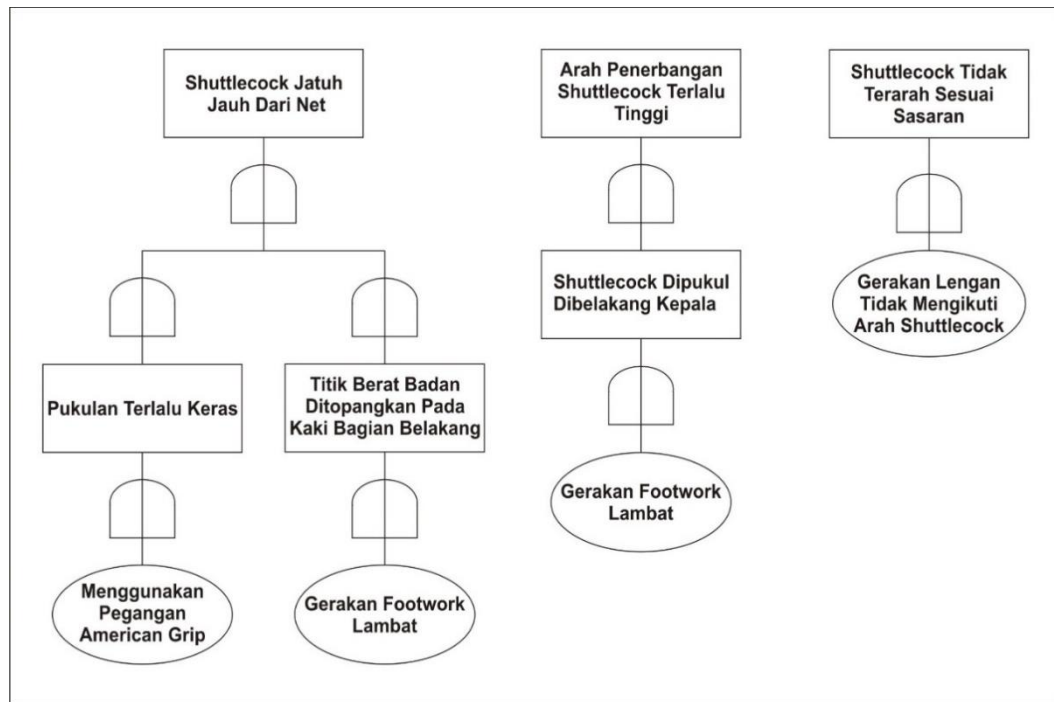 Shuttlecock Jatuh
Jauh Dari Net
Arah Penerbangan
Shuttlecock Terlalu
Tinggi
Shuttlecock Tidak
Terarah Sesuai
Sasaran
Shuttlecock Dipukul
Dibelakang Kepala
Gerakan Lengan
Tidak Mengikuti
Arah Shuttlecock
Pukulan Terlalu Keras
Titik Berat Badan
Ditopangkan Pada
Kaki Bagian Belakang
Gerakan Footwork
Lambat
Menggunakan
Pegangan
American Grip
Gerakan Footwork
Lambat